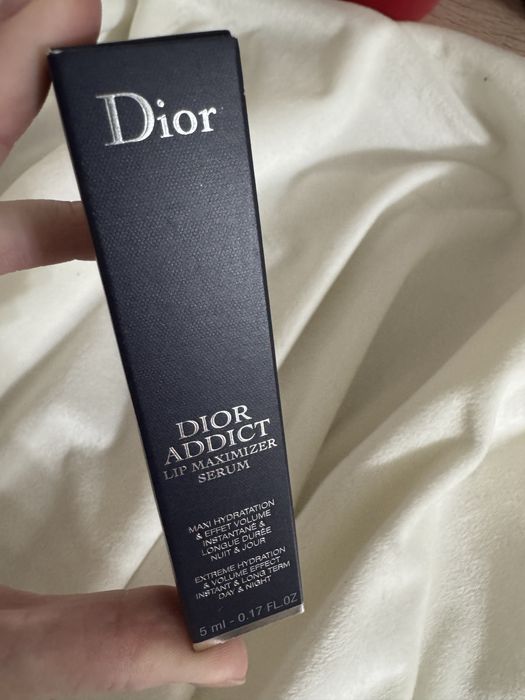 Dior
DIOR
ADDICT
LIP MAXIMIZER
SERUM
MAXI HYDRATATION
& EFFET VOLUME
INSTANTANÉ &
LONGUE DURÉE
NUIT & JOUR
EXTREME HYDRATION
& VOLUME EFFECT
INSTANT & LONG TERM
DAY & NIGHT
5 ml - 0.17 FL.OZ